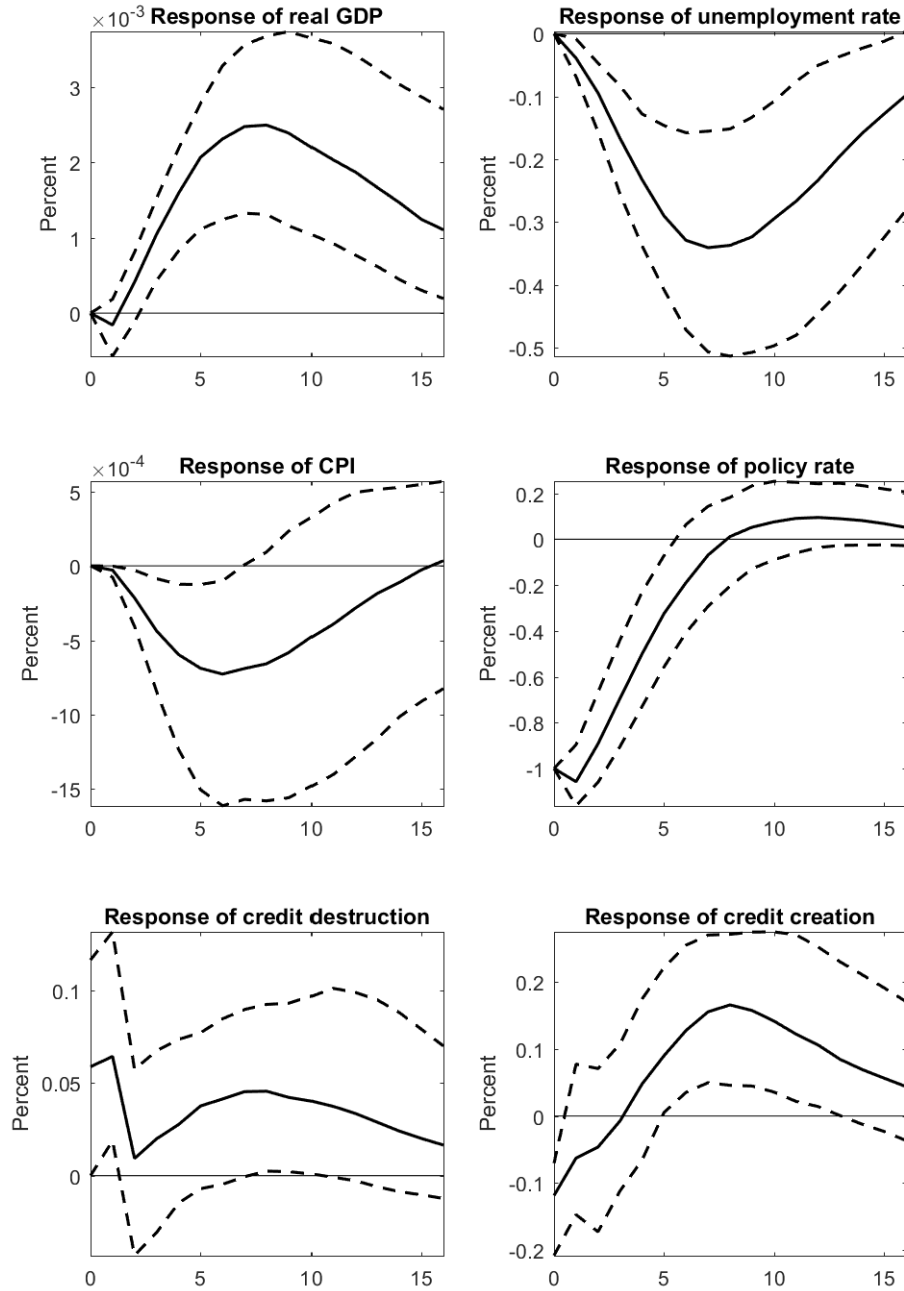 Response of real GDP
×10⁻³
3
2
1
0
Percent
0 5 10 15
Response of unemployment rate
0
-0.1
-0.2
-0.3
-0.4
-0.5
Percent
0 5 10 15
Response of CPI
×10⁻⁴
5
0
-5
-10
-15
Percent
0 5 10 15
Response of policy rate
0.2
0
-0.2
-0.4
-0.6
-0.8
-1
Percent
0 5 10 15
Response of credit destruction
0.1
0.05
0
Percent
0 5 10 15
Response of credit creation
0.2
0.1
0
-0.1
-0.2
Percent
0 5 10 15